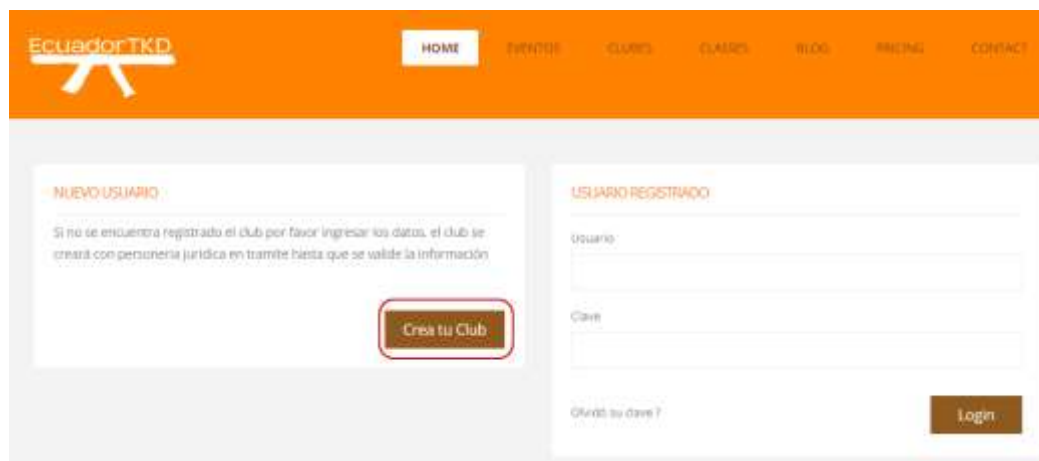 EcuadorTKD
HOME EVENTOS CLUBES CLASSES BLOG PRICING CONTACT
NUEVO USUARIO
Si no se encuentra registrado el club por favor ingresar los datos, el club se
creará con personeria jurídica en tramite hasta que se valide la información
Crea tu Club
USUARIO REGISTRADO
Usuario
Clave
Olvidó su clave ?
Login